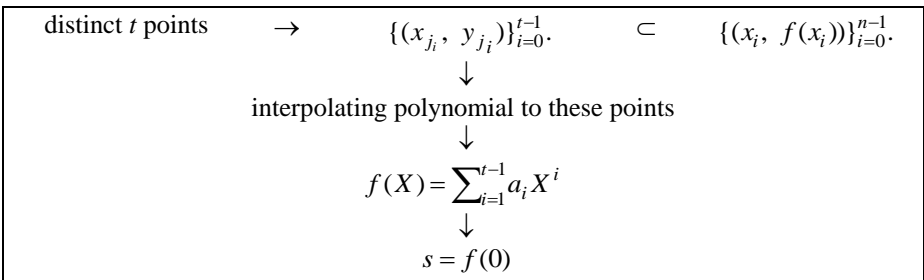 distinct t points → {(x_{j_i}, y_{j_i})}_{i=0}^{t-1}. ⊂ {(x_i, f(x_i))}_{i=0}^{n-1}.
↓
interpolating polynomial to these points
↓
f(X) = ∑_{i=1}^{t-1} a_i X^i
↓
s = f(0)